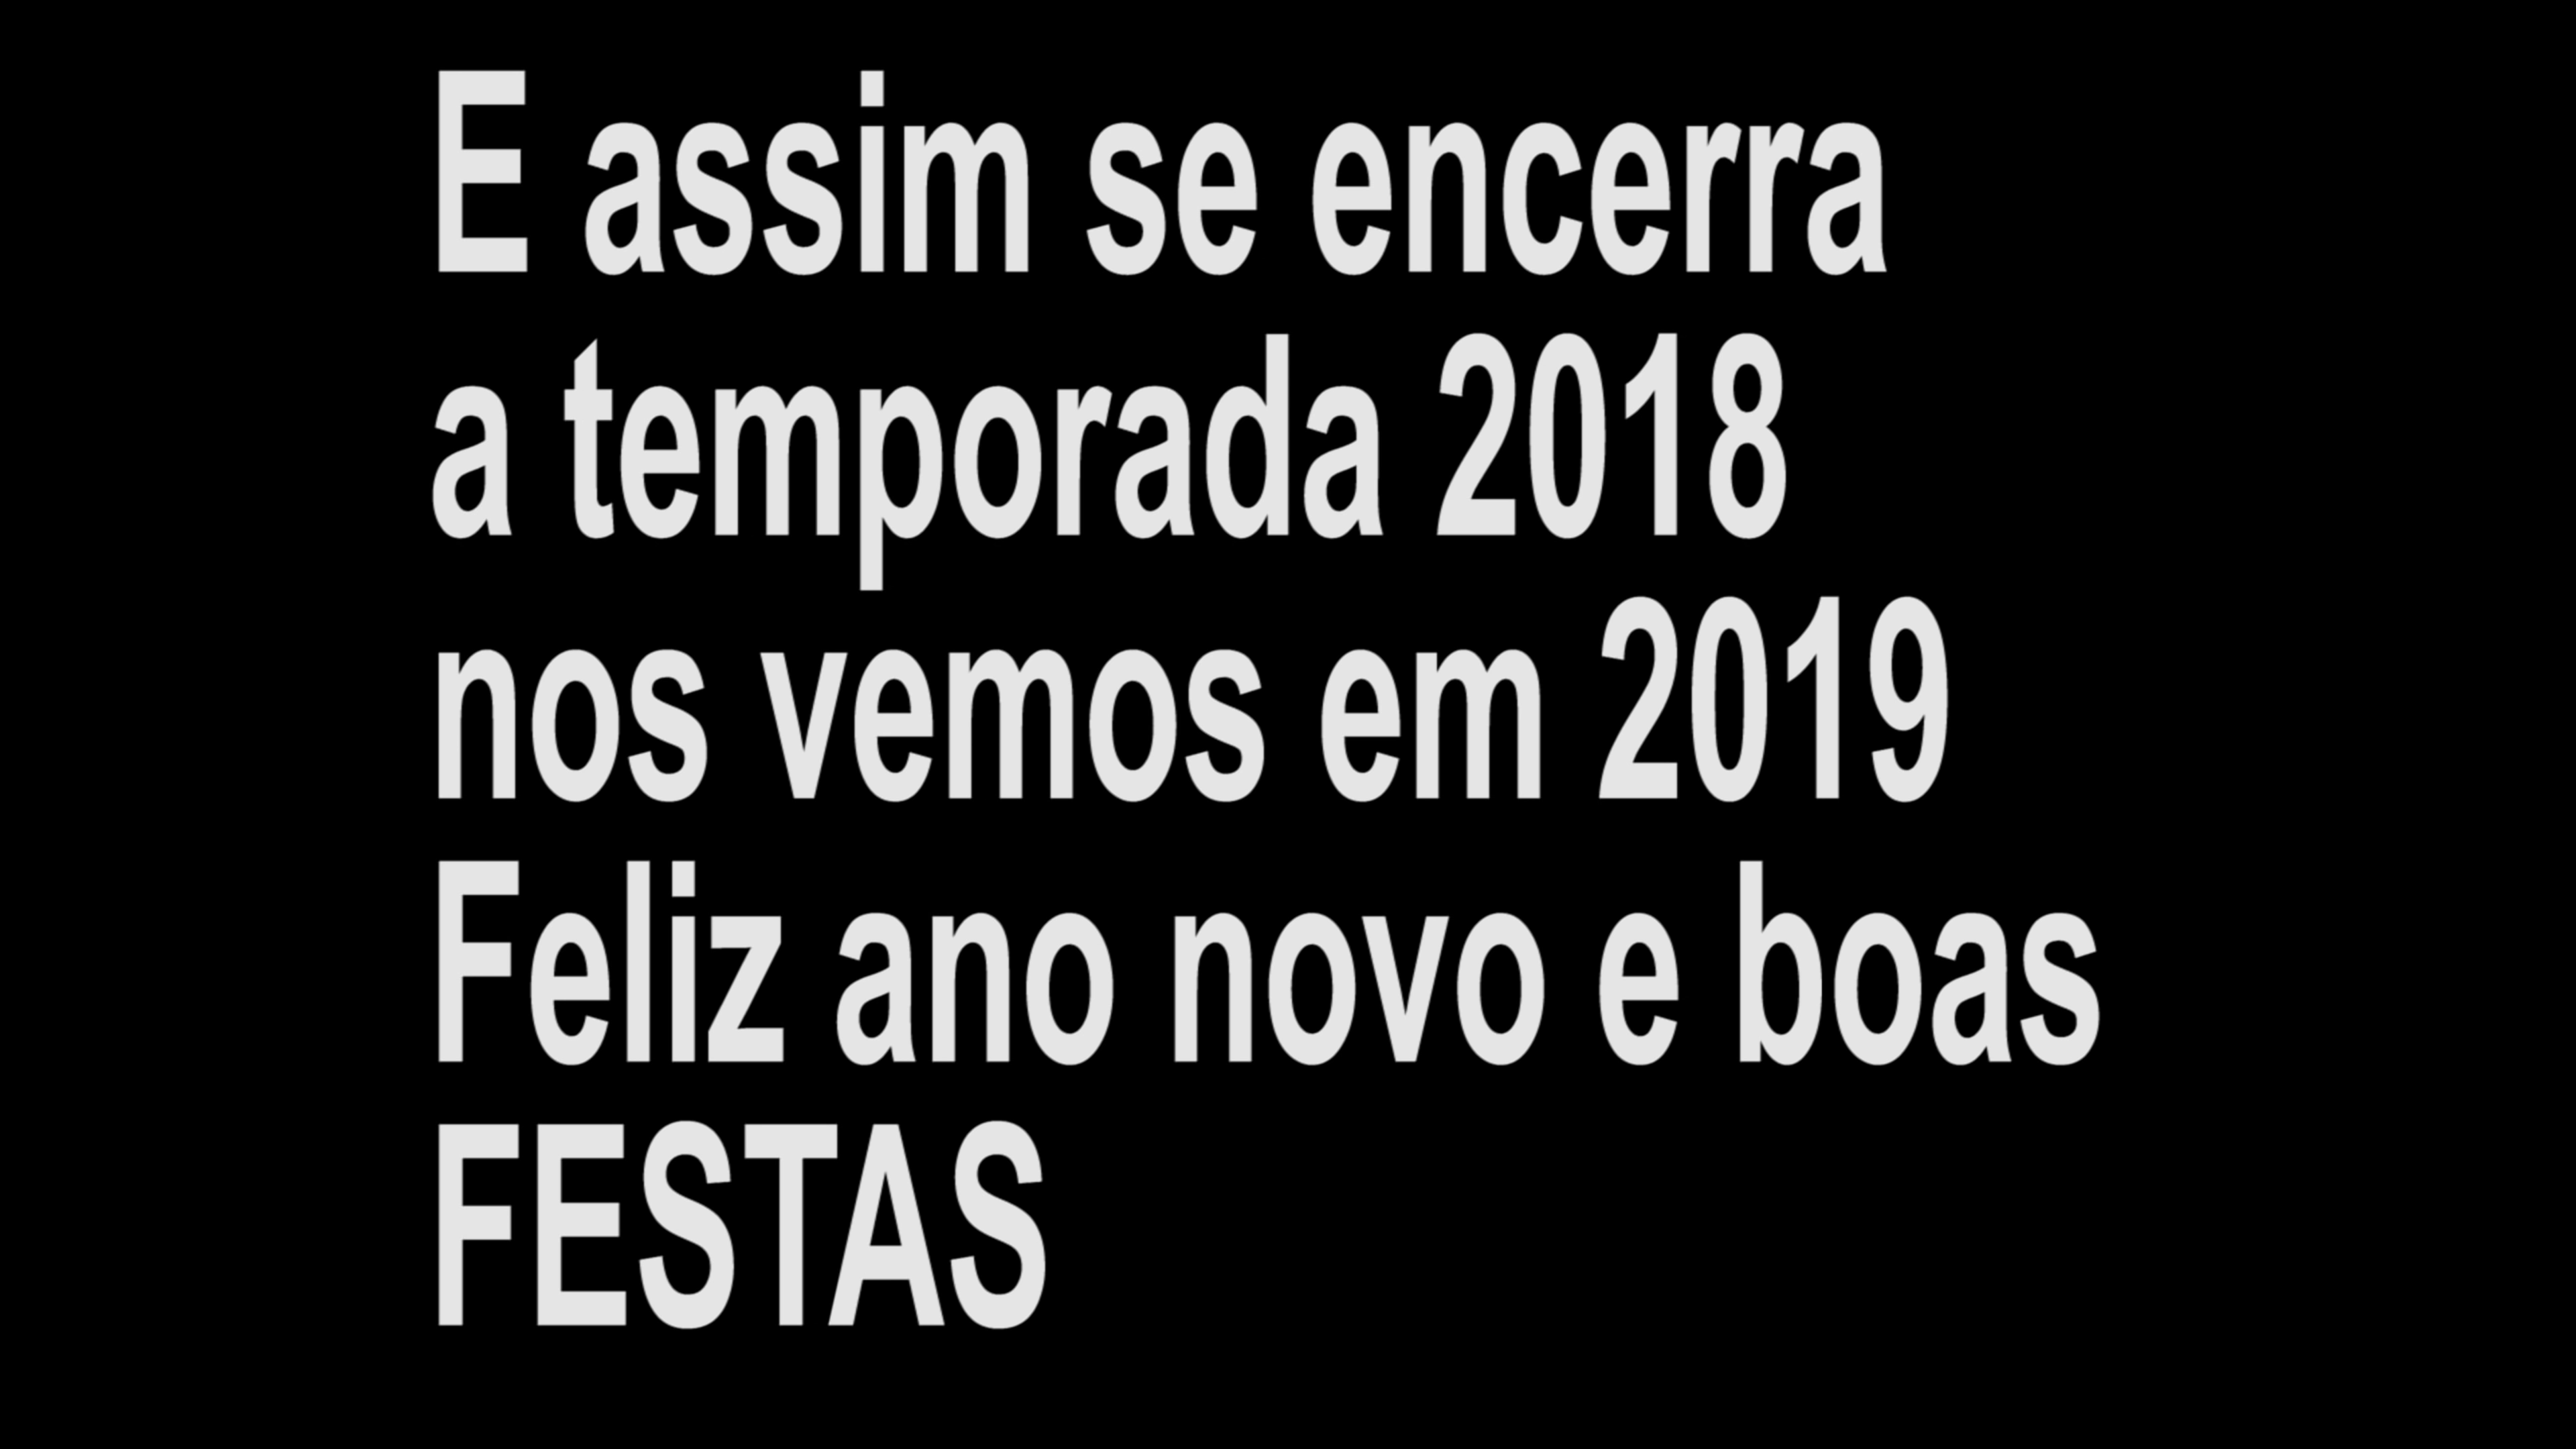 E assim se encerra
a temporada 2018
nos vemos em 2019
Feliz ano novo e boas
FESTAS